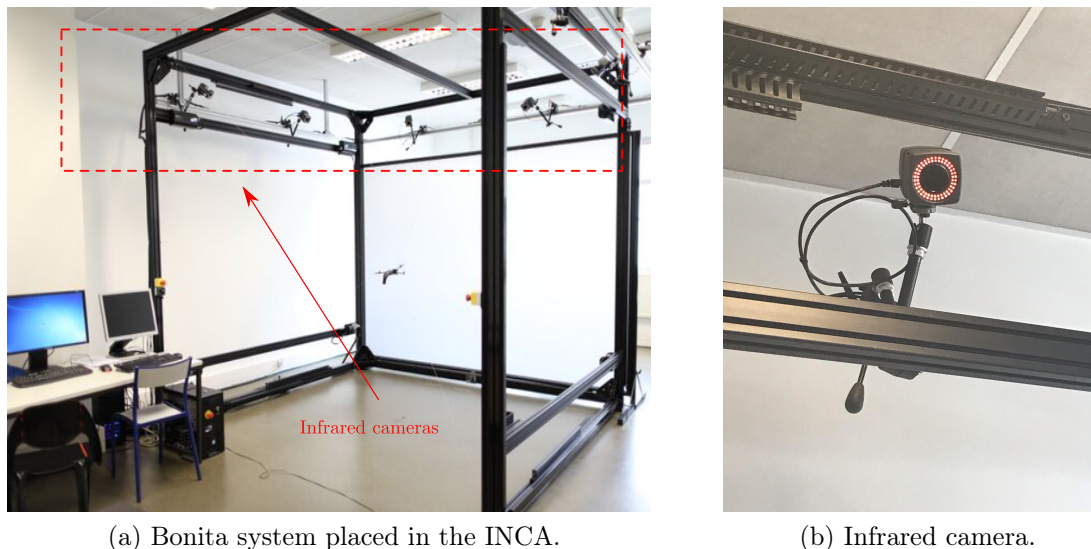 Infrared cameras
(a) Bonita system placed in the INCA.
(b) Infrared camera.